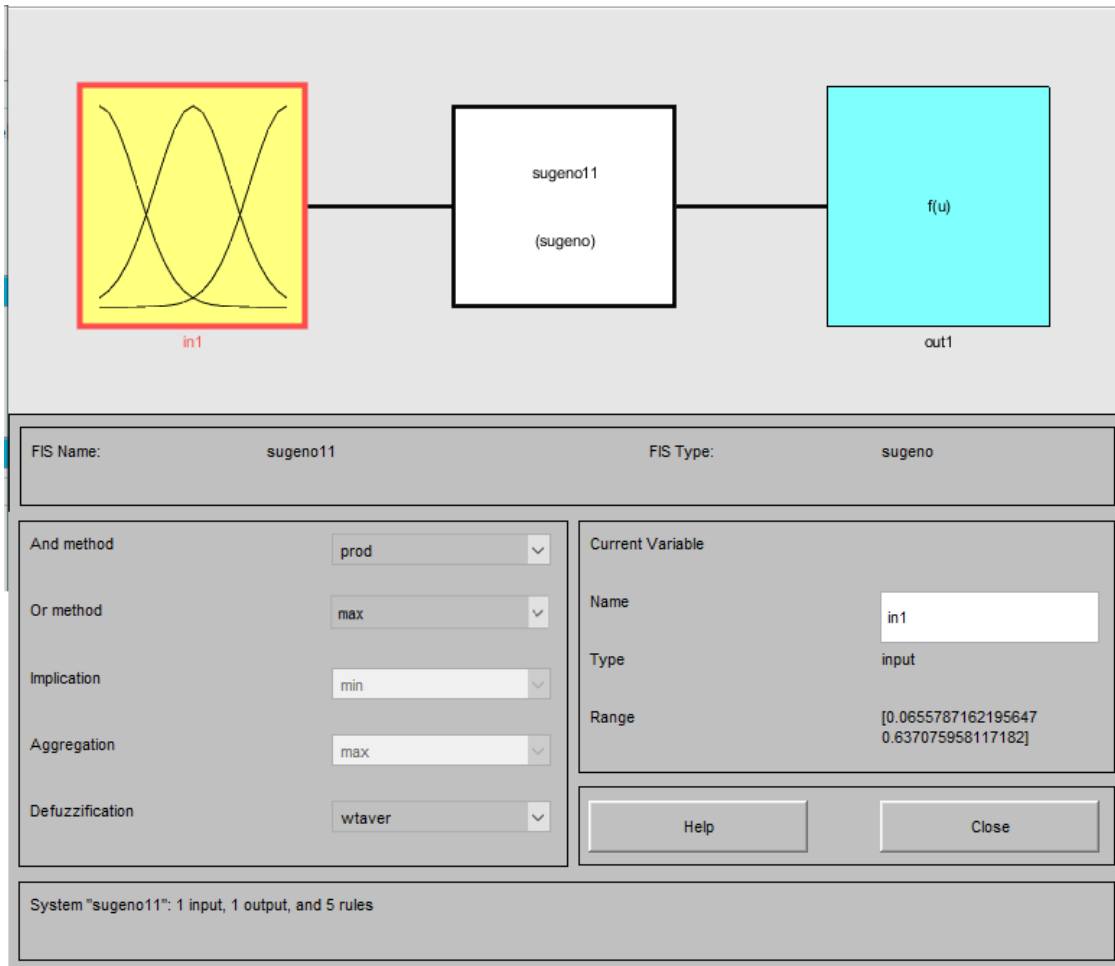 sugeno11
(sugeno)
f(u)
in1
out1
FIS Name:
sugeno11
FIS Type:
sugeno
And method
prod
Or method
max
Implication
min
Aggregation
max
Defuzzification
wtaver
Current Variable
Name
in1
Type
input
Range
[0.0655787162195647
0.637075958117182]
Help
Close
System "sugeno11": 1 input, 1 output, and 5 rules